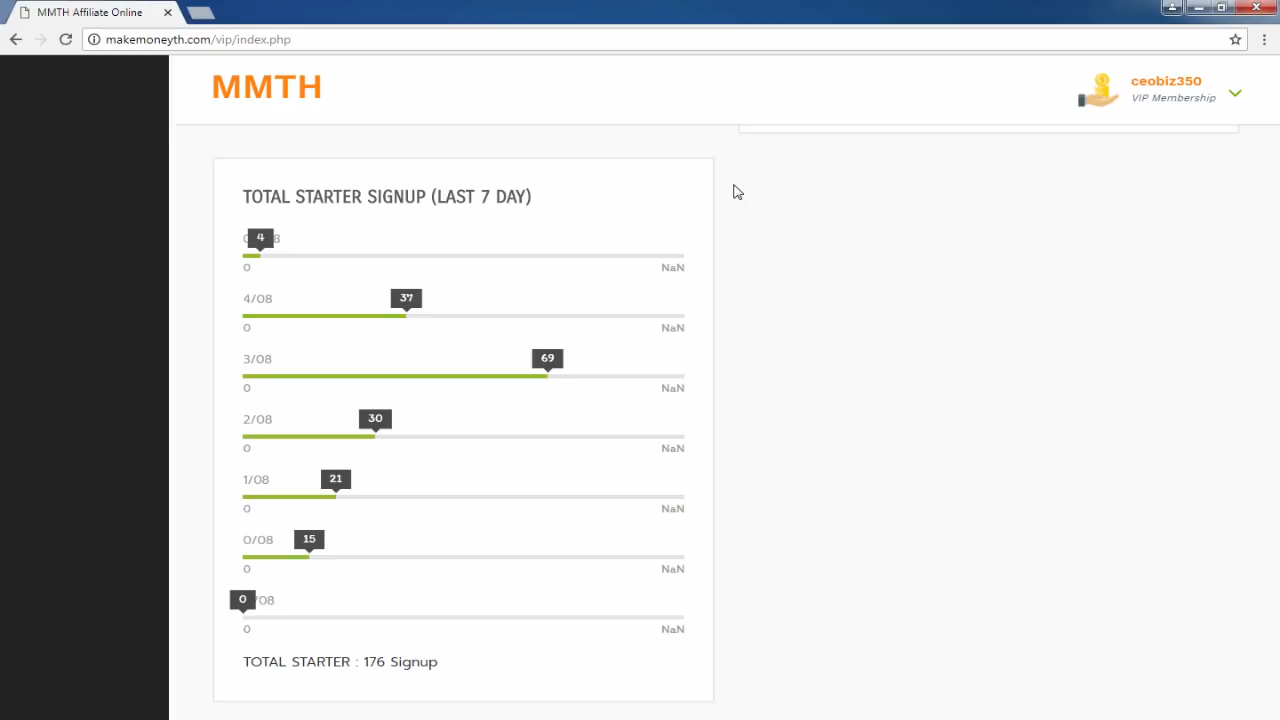 MMTH Affiliate Online
makemoneyth.com/vip/index.php
MMTH
ceobiz350
VIP Membership
TOTAL STARTER SIGNUP (LAST 7 DAY)
4
0 NaN
4/08 37
0 NaN
3/08 69
0 NaN
2/08 30
0 NaN
1/08 21
0 NaN
0/08 15
0 NaN
0 /08
0 NaN
TOTAL STARTER : 176 Signup